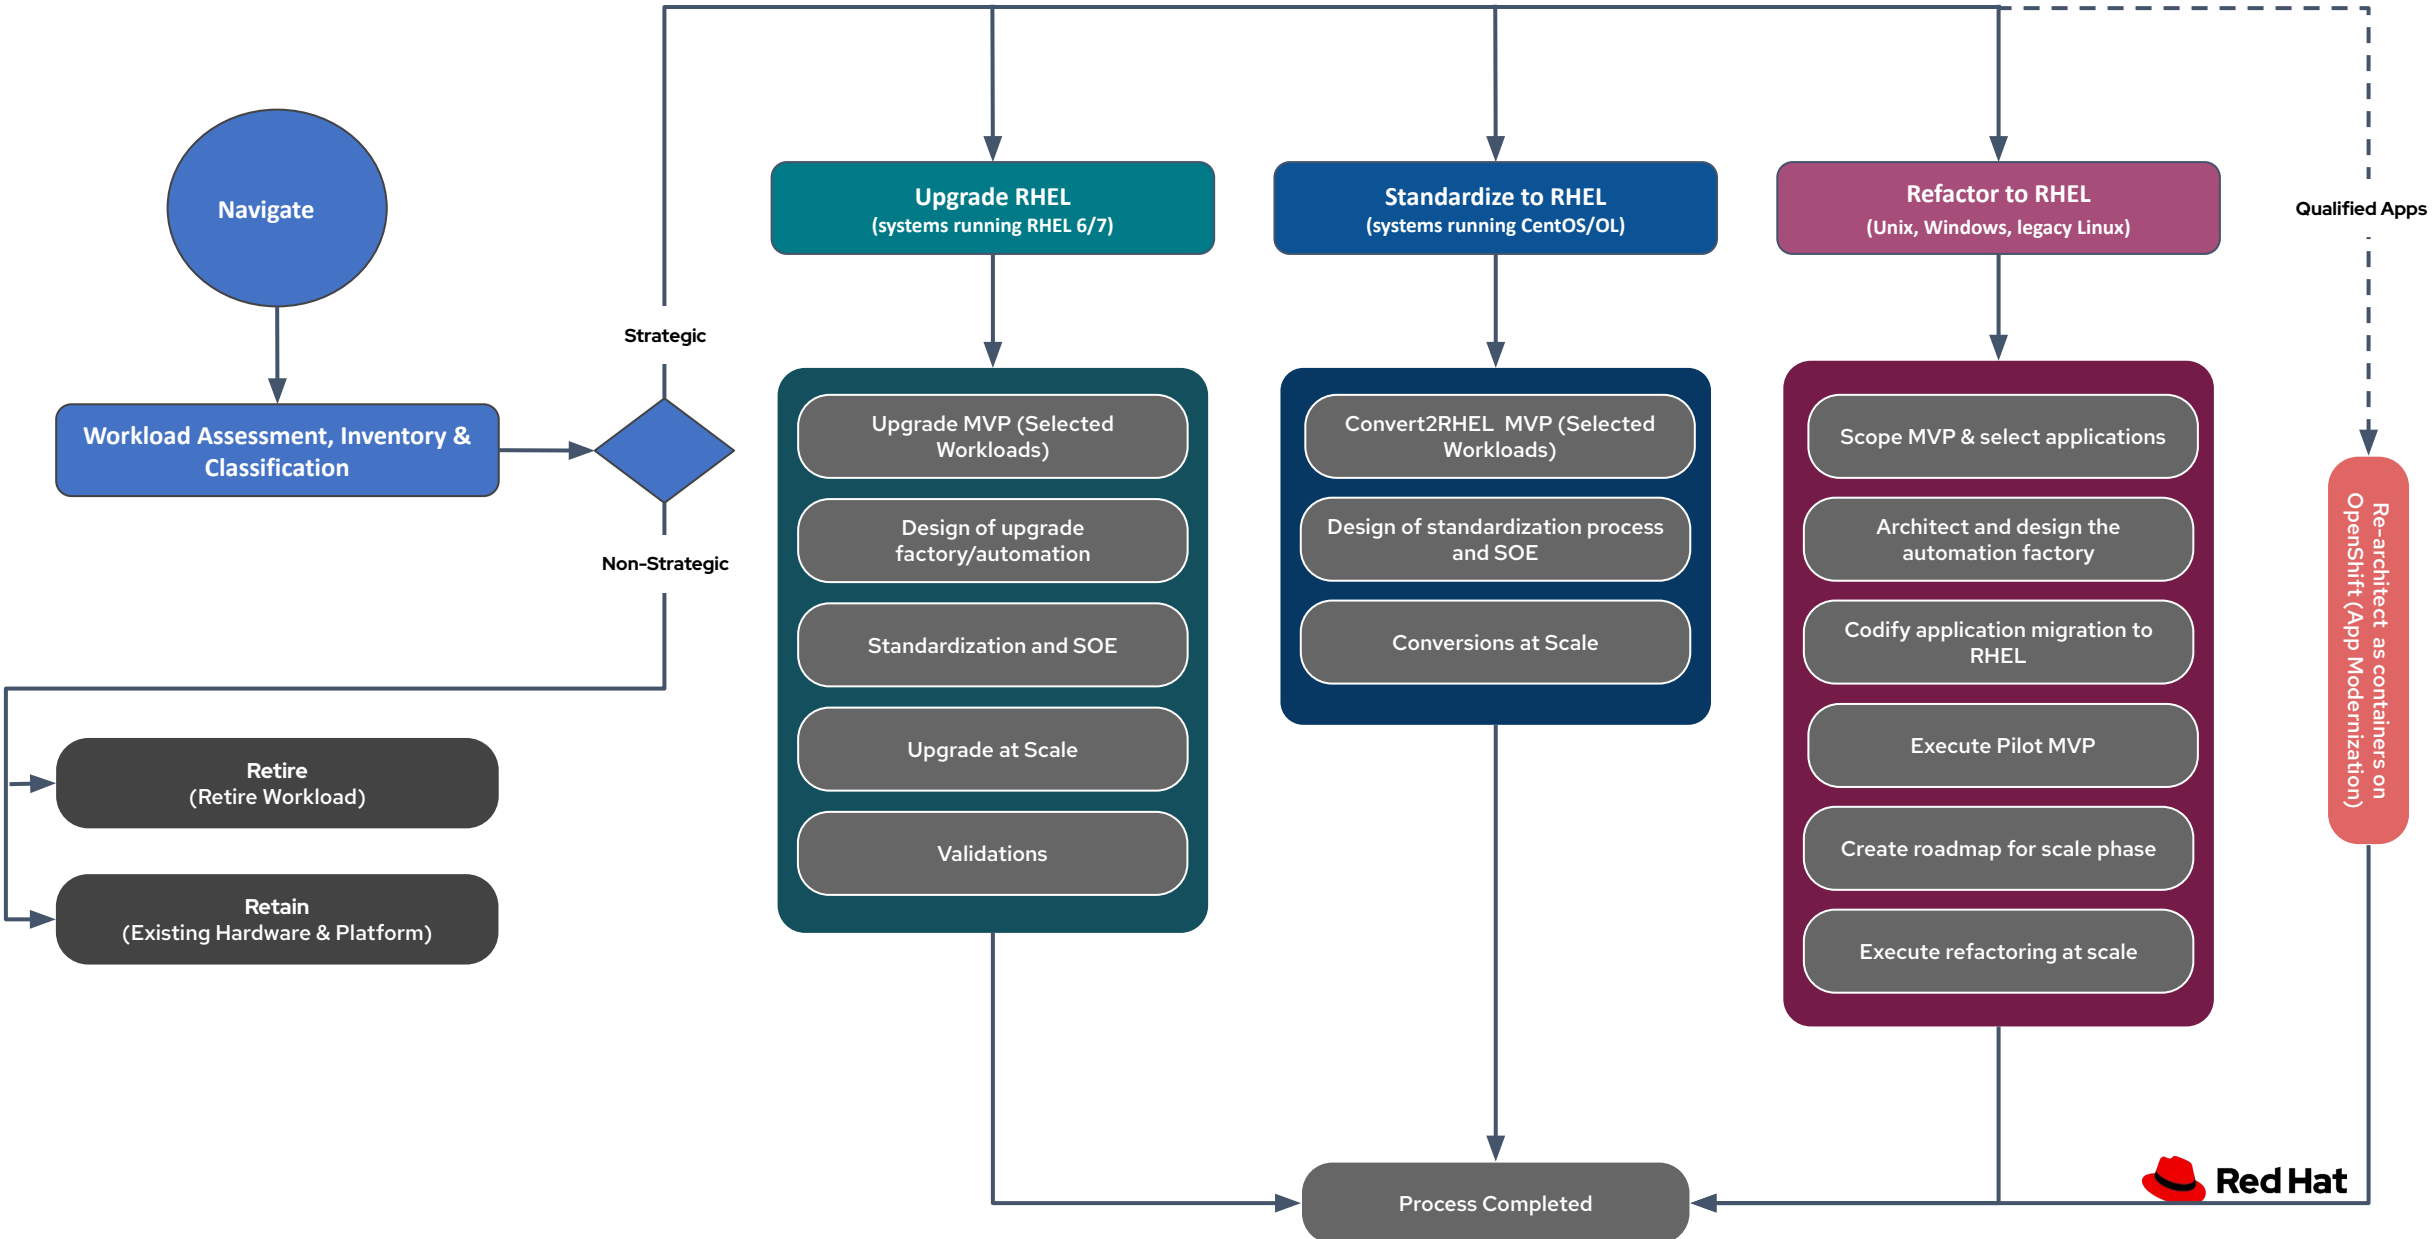 Navigate
Workload Assessment, Inventory &
Classification
Strategic
Non-Strategic
Retire
(Retire Workload)
Retain
(Existing Hardware & Platform)
Upgrade RHEL
(systems running RHEL 6/7)
Upgrade MVP (Selected
Workloads)
Design of upgrade
factory/automation
Standardization and SOE
Upgrade at Scale
Validations
Standardize to RHEL
(systems running CentOS/OL)
Convert2RHEL MVP (Selected
Workloads)
Design of standardization process
and SOE
Conversions at Scale
Refactor to RHEL
(Unix, Windows, legacy Linux)
Scope MVP & select applications
Architect and design the
automation factory
Codify application migration to
RHEL
Execute Pilot MVP
Create roadmap for scale phase
Execute refactoring at scale
Qualified Apps
Re-architect as containers on
OpenShift (App Modernization)
Process Completed
Red Hat